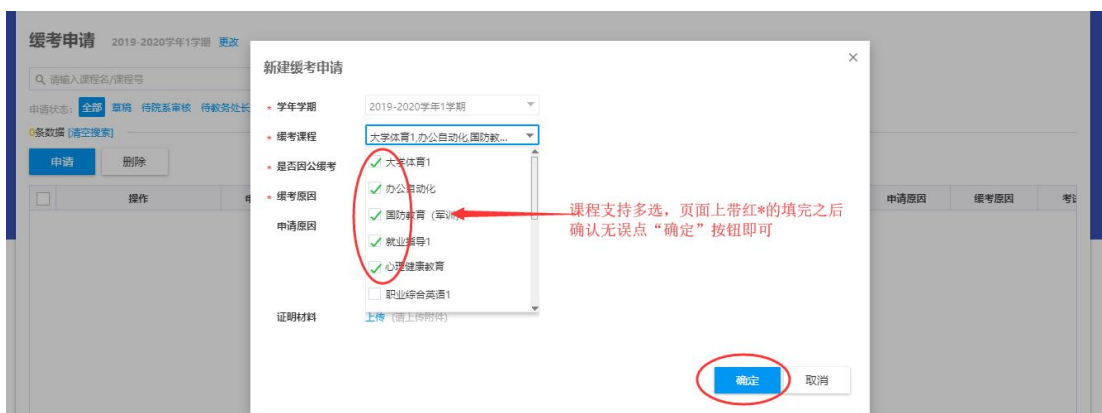 缓考申请 2019-2020学年1学期 更改
请输入课程名/课程号
申请状态: 全部 草稿 待院系审核 待教务处长
0条数据 [清空搜索]
申请 删除
操作 申请原因 缓考原因
新建缓考申请 ×
* 学年学期 2019-2020学年1学期
* 缓考课程 大学体育1,办公自动化,国防教...
* 是否因公缓考 大学体育1
* 缓考原因 办公自动化
申请原因 国防教育（军训
就业指导1
心理健康教育
职业综合英语1
课程支持多选，页面上带红*的填完之后
确认无误点“确定”按钮即可
证明材料 上传 (请上传附件)
确定 取消